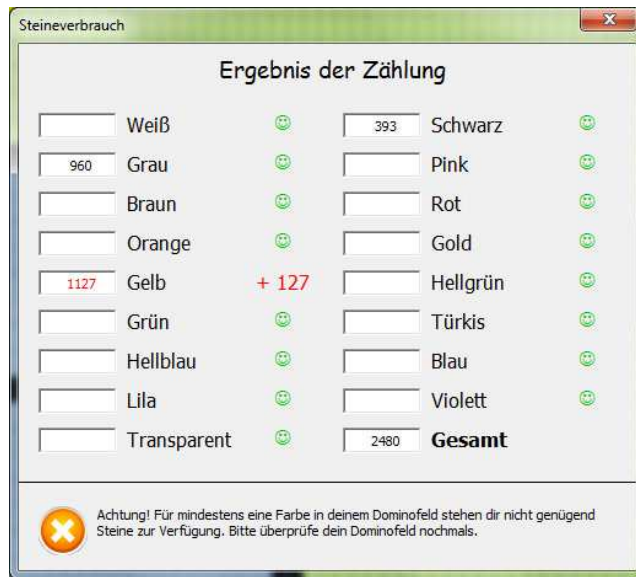 Steineverbrauch
Ergebnis der Zählung
Weiß
393 Schwarz
960 Grau
Pink
Braun
Rot
Orange
Gold
1127 Gelb + 127
Hellgrün
Grün
Türkis
Hellblau
Blau
Lila
Violett
Transparent
2480 Gesamt
Achtung! Für mindestens eine Farbe in deinem Dominofeld stehen dir nicht genügend
Steine zur Verfügung. Bitte überprüfe dein Dominofeld nochmals.